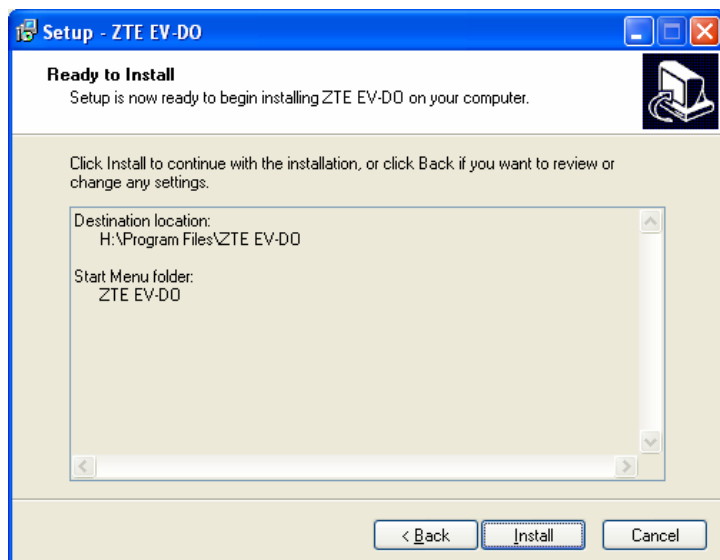 Setup - ZTE EV-DO
Ready to Install
Setup is now ready to begin installing ZTE EV-DO on your computer.
Click Install to continue with the installation, or click Back if you want to review or
change any settings.
Destination location:
H:\Program Files\ZTE EV-DO
Start Menu folder:
ZTE EV-DO
< Back
Install
Cancel